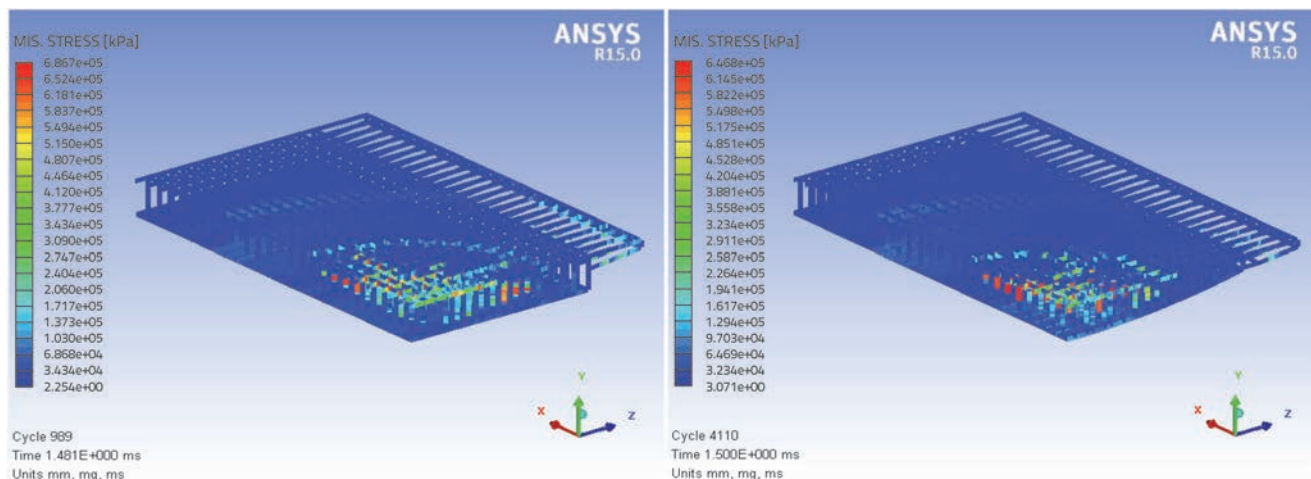 ANSYS
R15.0
MIS. STRESS [kPa]
6.867e+05
6.524e+05
6.181e+05
5.837e+05
5.494e+05
5.150e+05
4.807e+05
4.464e+05
4.120e+05
3.777e+05
3.434e+05
3.090e+05
2.747e+05
2.404e+05
2.060e+05
1.717e+05
1.373e+05
1.030e+05
6.868e+04
3.434e+04
2.254e+00
Y
X
Z
Cycle 989
Time 1.481E+000 ms
Units mm, mg, ms
ANSYS
R15.0
MIS. STRESS [kPa]
6.468e+05
6.145e+05
5.822e+05
5.498e+05
5.175e+05
4.851e+05
4.528e+05
4.204e+05
3.881e+05
3.558e+05
3.234e+05
2.911e+05
2.587e+05
2.264e+05
1.941e+05
1.617e+05
1.294e+05
9.703e+04
6.469e+04
3.234e+04
3.071e+00
Y
X
Z
Cycle 4110
Time 1.500E+000 ms
Units mm, mg, ms